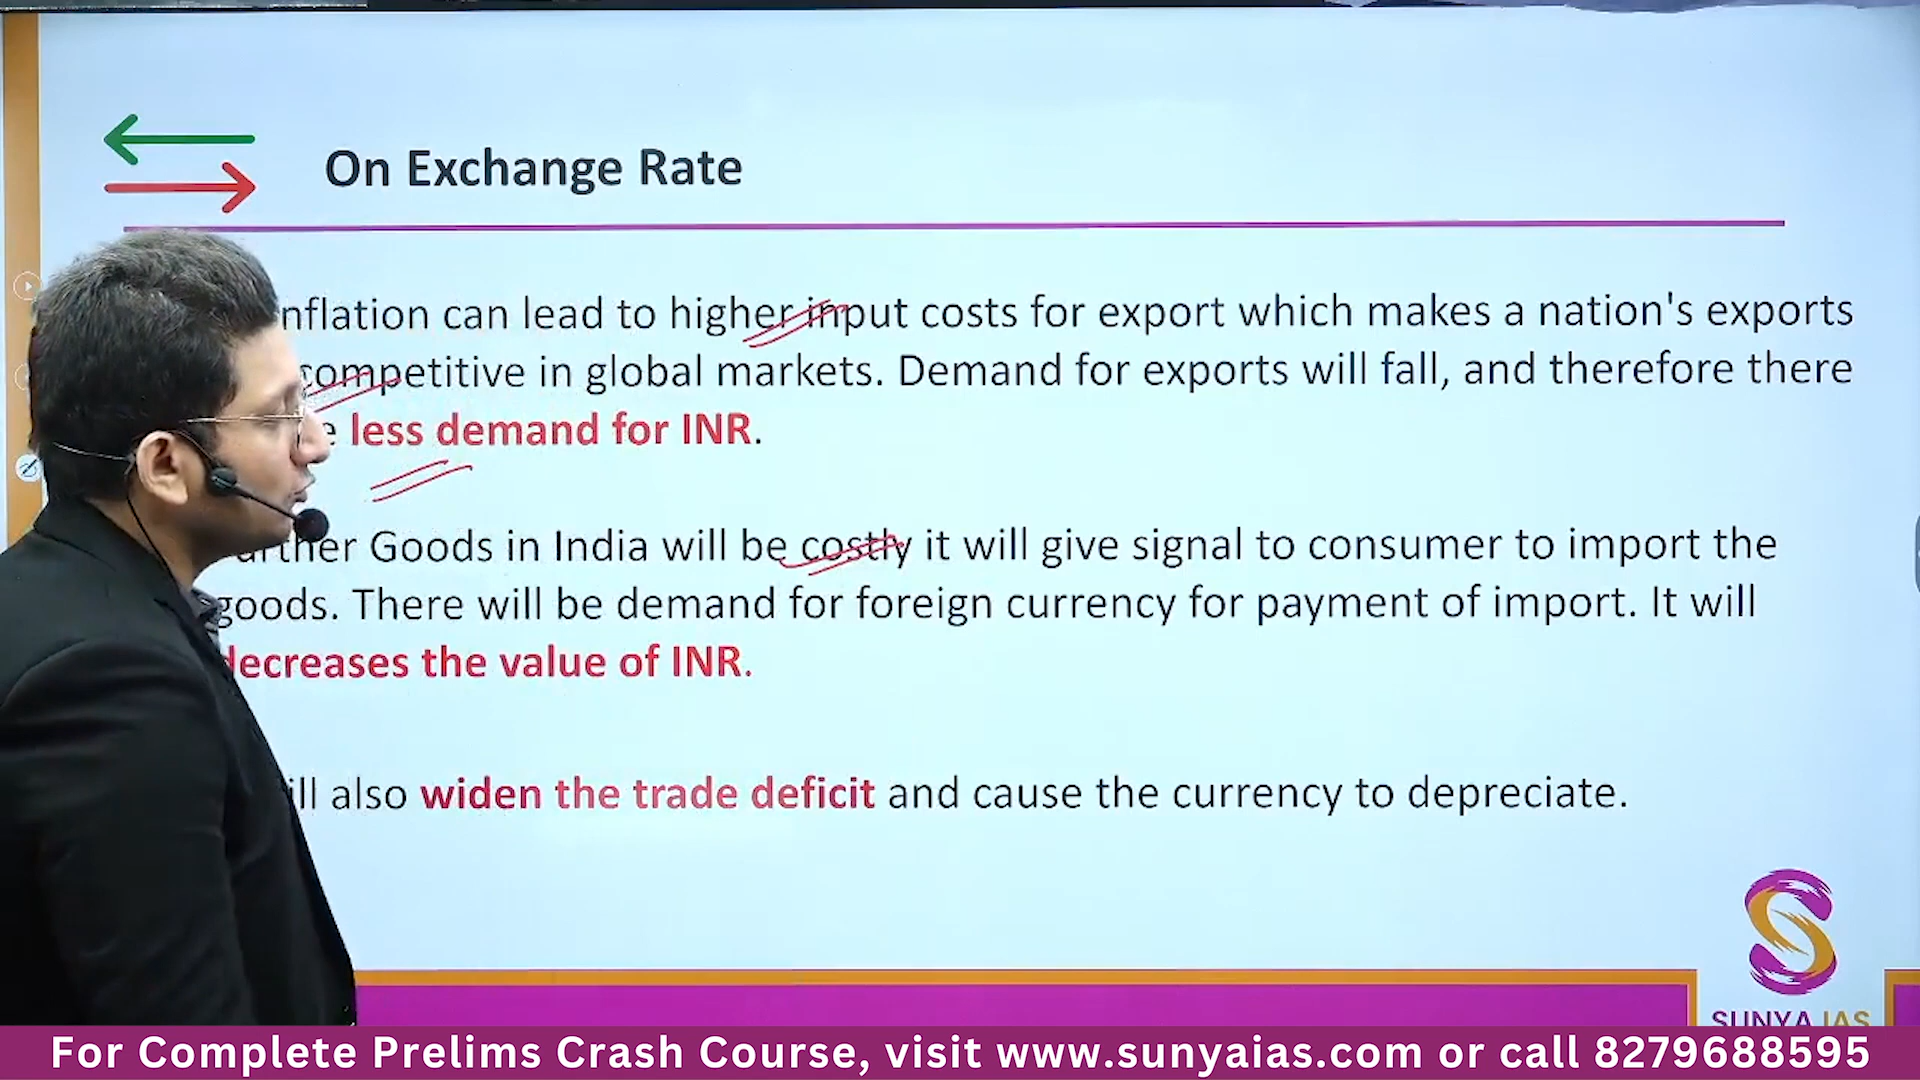 On Exchange Rate
nflation can lead to higher input costs for export which makes a nation's exports
competitive in global markets. Demand for exports will fall, and therefore there
e less demand for INR.
urther Goods in India will be costly it will give signal to consumer to import the
goods. There will be demand for foreign currency for payment of import. It will
decreases the value of INR.
ill also widen the trade deficit and cause the currency to depreciate.
SUNYA IAS
For Complete Prelims Crash Course, visit www.sunyaias.com or call 8279688595